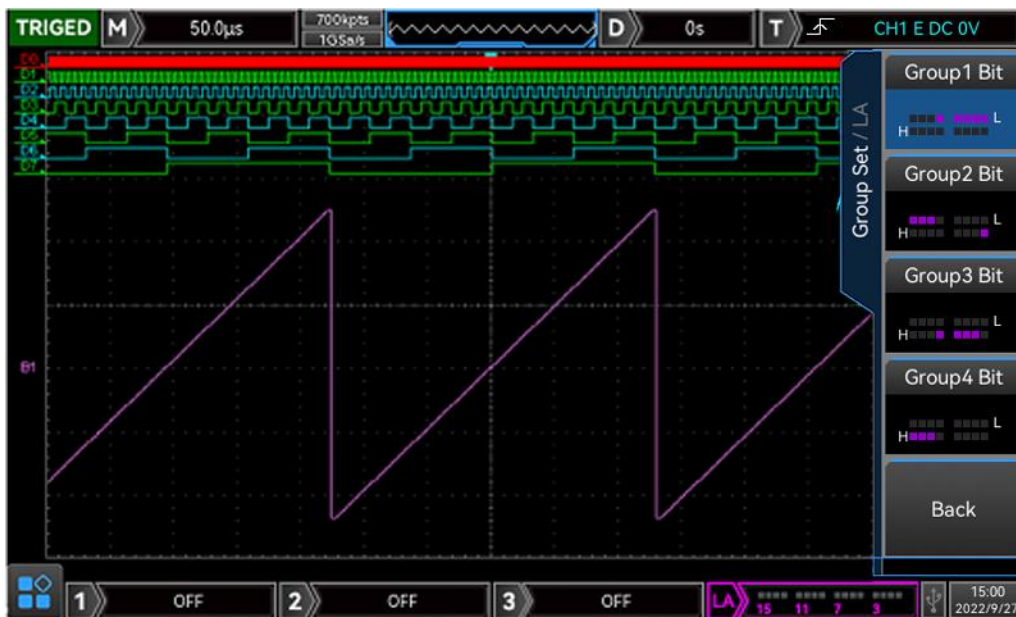 TRIGED M 50.0μs 700kpts 1GSa/s D 0s T CH1 E DC 0V
D0
D1
D2
D3
D4
D5
D6
D7
B1
Group Set / LA
Group1 Bit
L
H
Group2 Bit
L
H
Group3 Bit
L
H
Group4 Bit
L
H
Back
1 OFF 2 OFF 3 OFF LA 15 11 7 3 15:00
2022/9/27